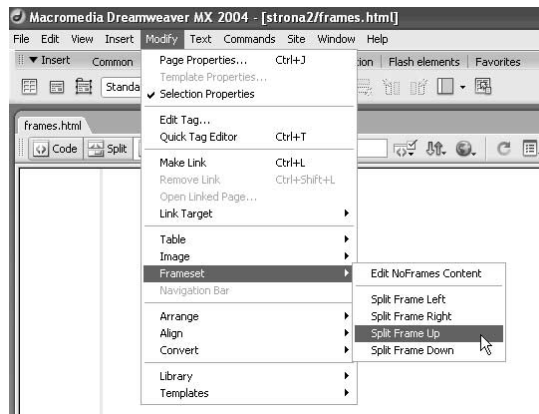 Macromedia Dreamweaver MX 2004 - [strona2/frames.html]
File Edit View Insert Modify Text Commands Site Window Help
Insert Common Flash elements Favorites
Page Properties... Ctrl+J
Template Properties...
Selection Properties
Edit Tag...
Quick Tag Editor Ctrl+T
Make Link Ctrl+L
Remove Link Ctrl+Shift+L
Open Linked Page...
Link Target
Table
Image
Frameset
Navigation Bar
Arrange
Align
Convert
Library
Templates
Edit NoFrames Content
Split Frame Left
Split Frame Right
Split Frame Up
Split Frame Down
Standa
frames.html
Code Split